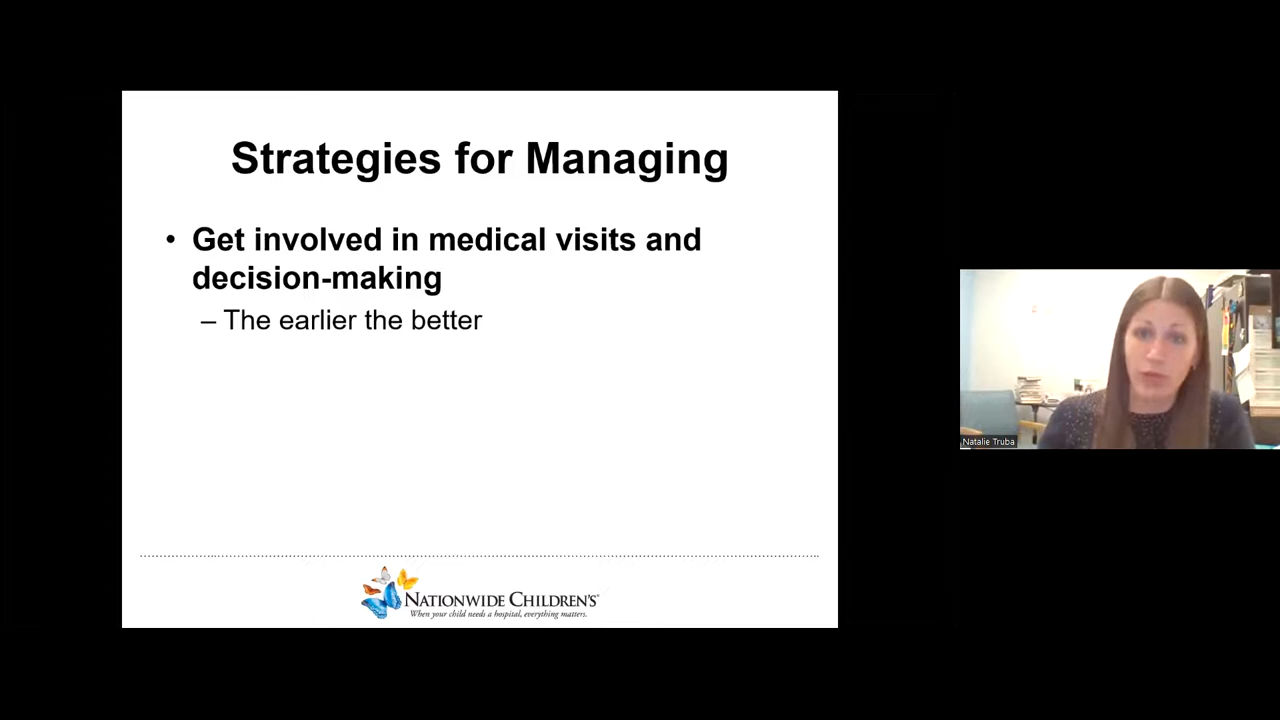 Strategies for Managing
• Get involved in medical visits and
decision-making
– The earlier the better
NATIONWIDE CHILDREN'S
When your child needs a hospital, everything matters.
Natalie Truba